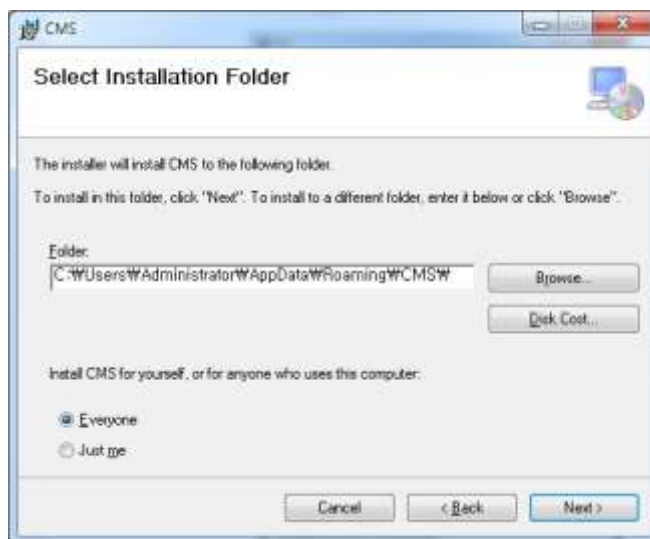 CMS
Select Installation Folder
The installer will install CMS to the following folder.
To install in this folder, click "Next". To install to a different folder, enter it below or click "Browse".
Folder:
C:₩Users₩Administrator₩AppData₩Roaming₩CMS₩
Browse...
Disk Cost...
Install CMS for yourself, or for anyone who uses this computer:
Everyone
Just me
Cancel
< Back
Next >